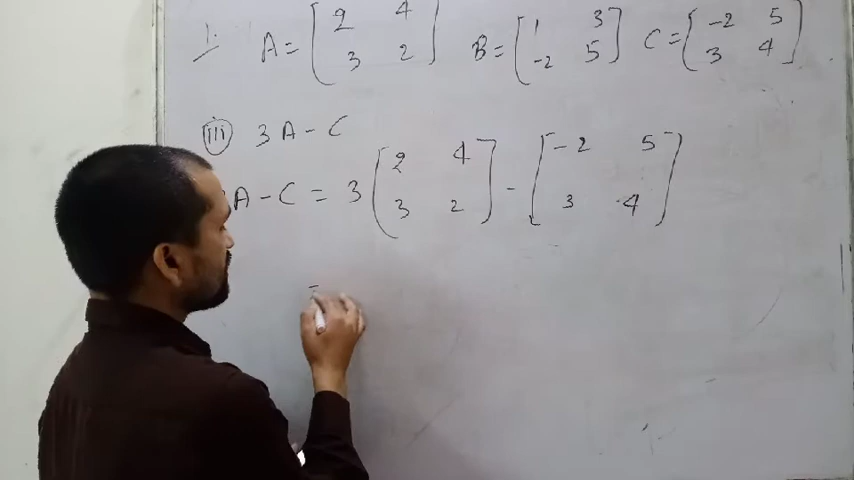 1. A = [2 4 3 2] B = [1 3 -2 5] C = [-2 5 3 4]
(iii) 3A - C
A - C = 3 [2 4 3 2] - [-2 5 3 4]
=